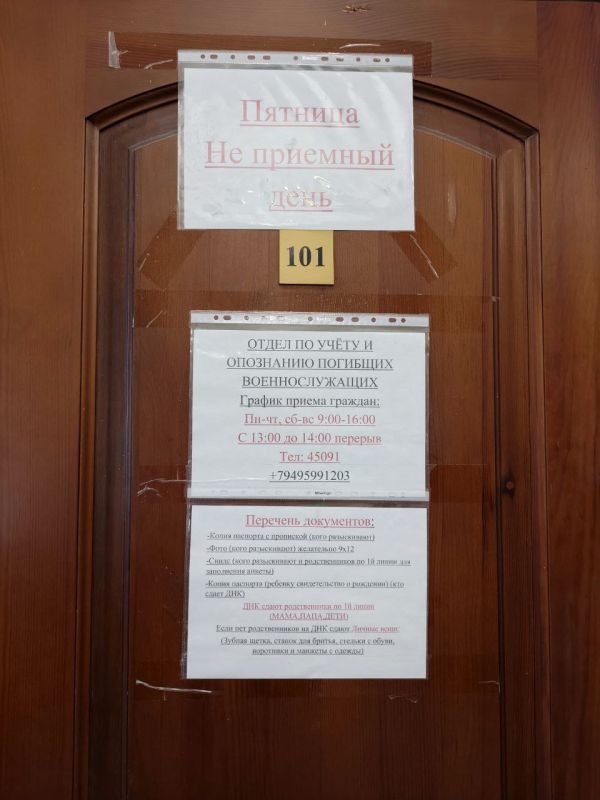 Пятница
Не приемный
день
101
ОТДЕЛ ПО УЧЁТУ И
ОПОЗНАНИЮ ПОГИБЩИХ
ВОЕННОСЛУЖАЩИХ
График приема граждан:
Пн-чт, сб-вс 9:00-16:00
С 13:00 до 14:00 перерыв
Тел: 45091
+79495991203
Перечень документов:
-Копия паспорта с пропиской (кого разыскивают)
-Фото (кого разыскивают) желательно 9х12
-Снилс (кого разыскивают и родственников по 1й линии для
заполнения анкеты)
-Копия паспорта (ребенку свидетельство о рождении) (кто
сдает ДНК)
ДНК сдают родственники по 1й линии
(МАМА,ПАПА,ДЕТИ)
Если нет родственников на ДНК сдают Личные вещи:
(Зубная щетка, станок для бритья, стельки с обуви,
воротники и манжеты с одежды)